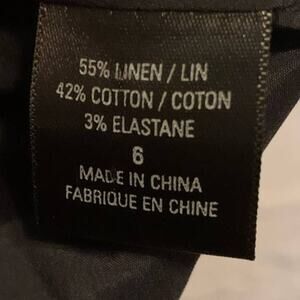 55% LINEN / LIN
42% COTTON / COTON
3% ELASTANE
6
MADE IN CHINA
FABRIQUE EN CHINE